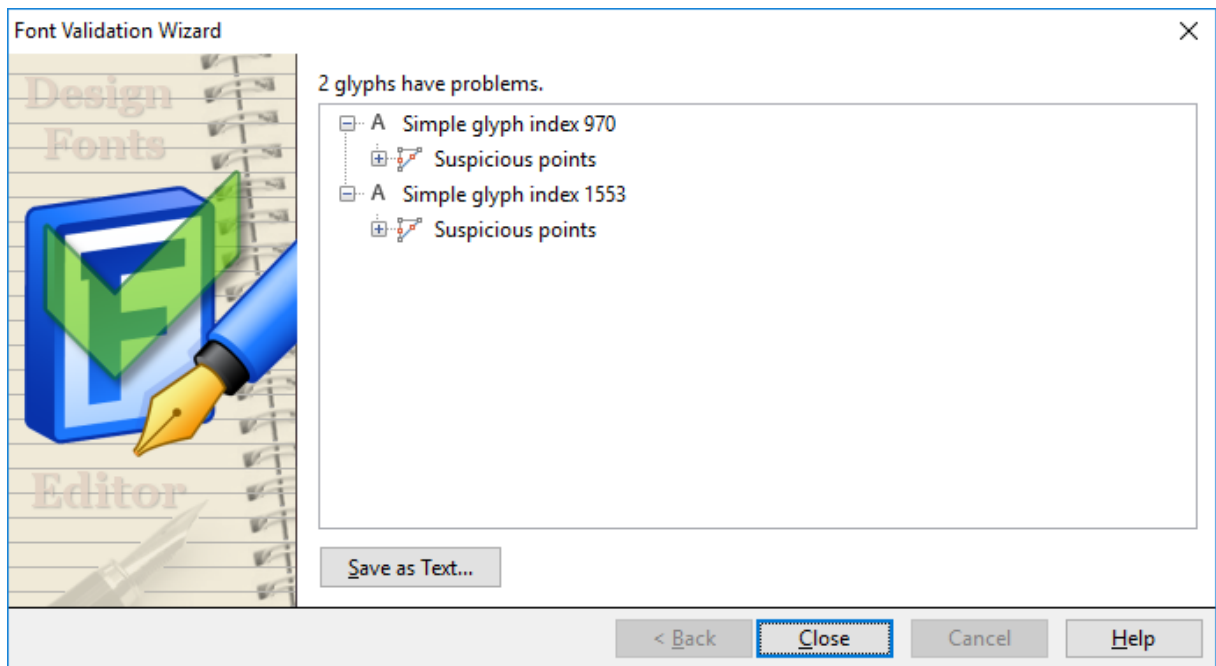 Font Validation Wizard
Design
Fonts
Editor
2 glyphs have problems.
A Simple glyph index 970
Suspicious points
A Simple glyph index 1553
Suspicious points
Save as Text...
< Back Close Cancel Help